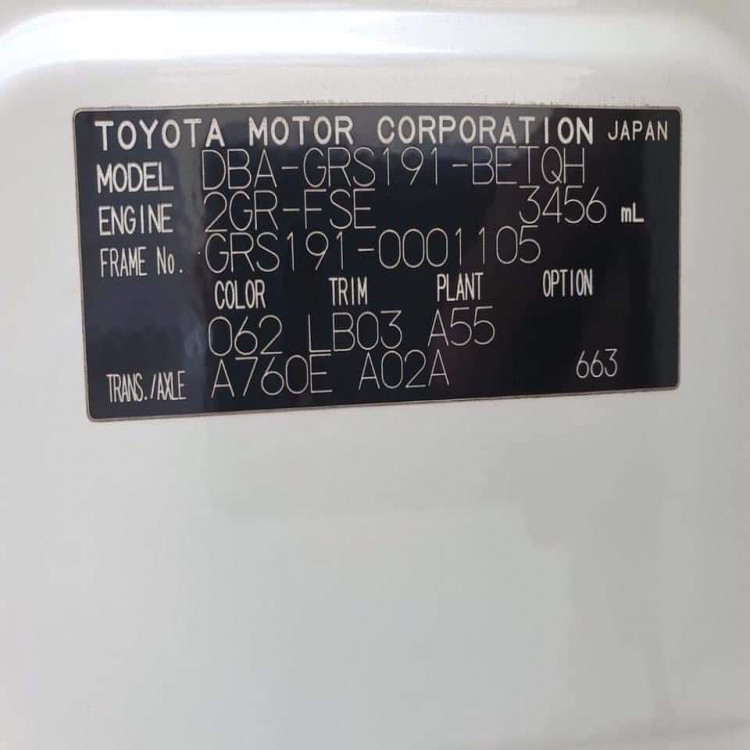 TOYOTA MOTOR CORPORATION JAPAN
MODEL DBA-GRS191-BETQH
ENGINE 2GR-FSE 3456 mL
FRAME No. GRS191-0001105
COLOR TRIM PLANT OPTION
062 LB03 A55
TRANS./AXLE A760E A02A 663